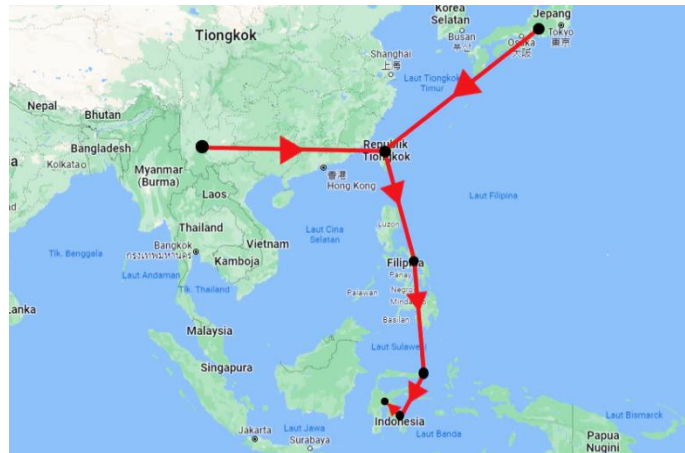 Korea
Selatan
Jepang
Busan
부산
Tokyo
東京
Osaka
大阪
Tiongkok
Shanghai
上海
Laut Tiongkok
Timur
Nepal
Bhutan
Bangladesh
Kolkata
Myanmar
(Burma)
Republik
Tiongkok
香港
Hong Kong
Laos
Laut Filipina
Thailand
Luzon
Laut Cina
Selatan
Vietnam
Bangkok
กรุงเทพมหานคร
Tlk. Benggala
Kamboja
Filipina
Panay
Laut Andaman
Tlk. Thailand
Palawan
Negro
Mindanao
Basilan
Malaysia
Laut Sulawesi
Singapura
Indonesia
Laut Bismarck
Jakarta
Laut Jawa
Laut Banda
Surabaya
Papua
Nugini